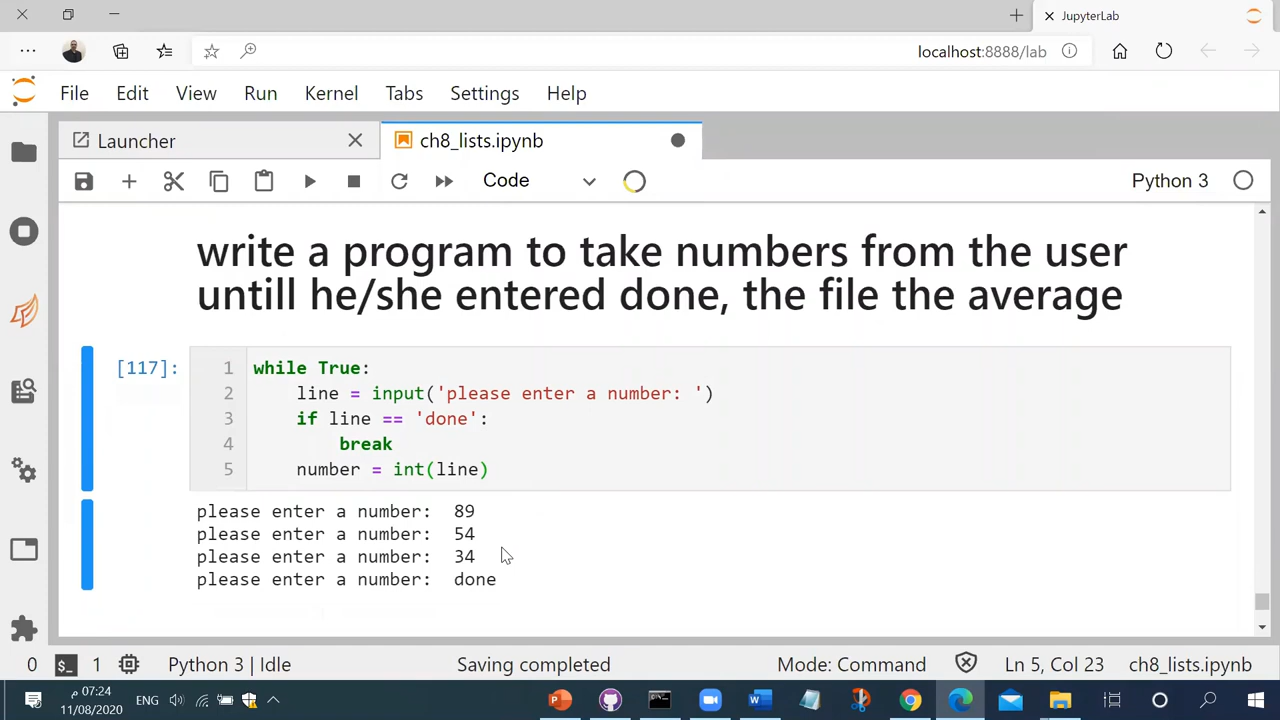 JupyterLab
localhost:8888/lab
File Edit View Run Kernel Tabs Settings Help
Launcher
ch8_lists.ipynb
Code
Python 3
write a program to take numbers from the user
untill he/she entered done, the file the average
[117]:
1 while True:
2 line = input('please enter a number: ')
3 if line == 'done':
4 break
5 number = int(line)
please enter a number: 89
please enter a number: 54
please enter a number: 34
please enter a number: done
0 1 Python 3 | Idle Saving completed Mode: Command Ln 5, Col 23 ch8_lists.ipynb
07:24 م
11/08/2020
ENG